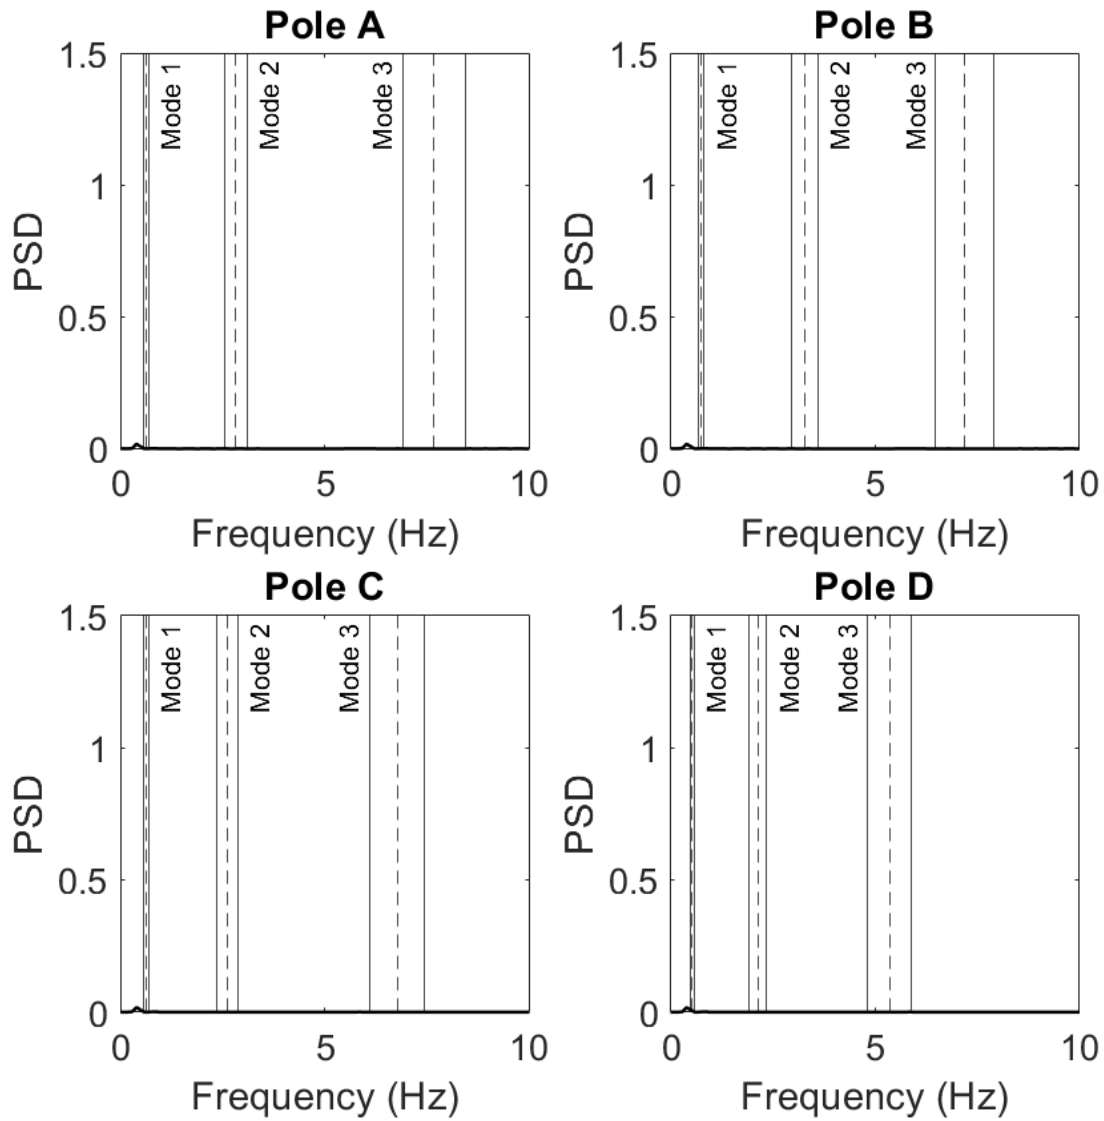 Pole A
1.5
1
0.5
0
PSD
Mode 1
Mode 2
Mode 3
0 5 10
Frequency (Hz)
Pole B
1.5
1
0.5
0
PSD
Mode 1
Mode 2
Mode 3
0 5 10
Frequency (Hz)
Pole C
1.5
1
0.5
0
PSD
Mode 1
Mode 2
Mode 3
0 5 10
Frequency (Hz)
Pole D
1.5
1
0.5
0
PSD
Mode 1
Mode 2
Mode 3
0 5 10
Frequency (Hz)